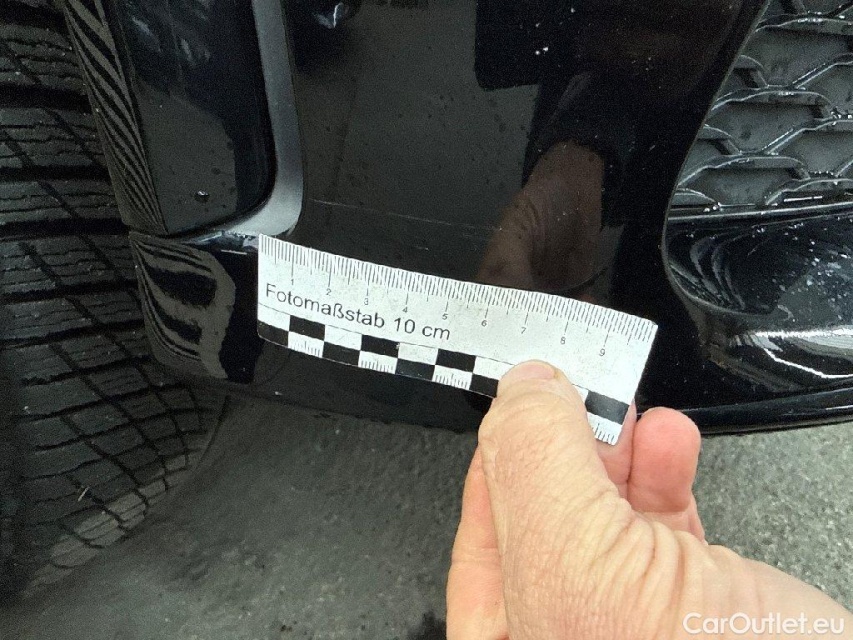 1 2 3 4 5 6 7 8 9
Fotomaßstab 10 cm
CarOutlet.eu